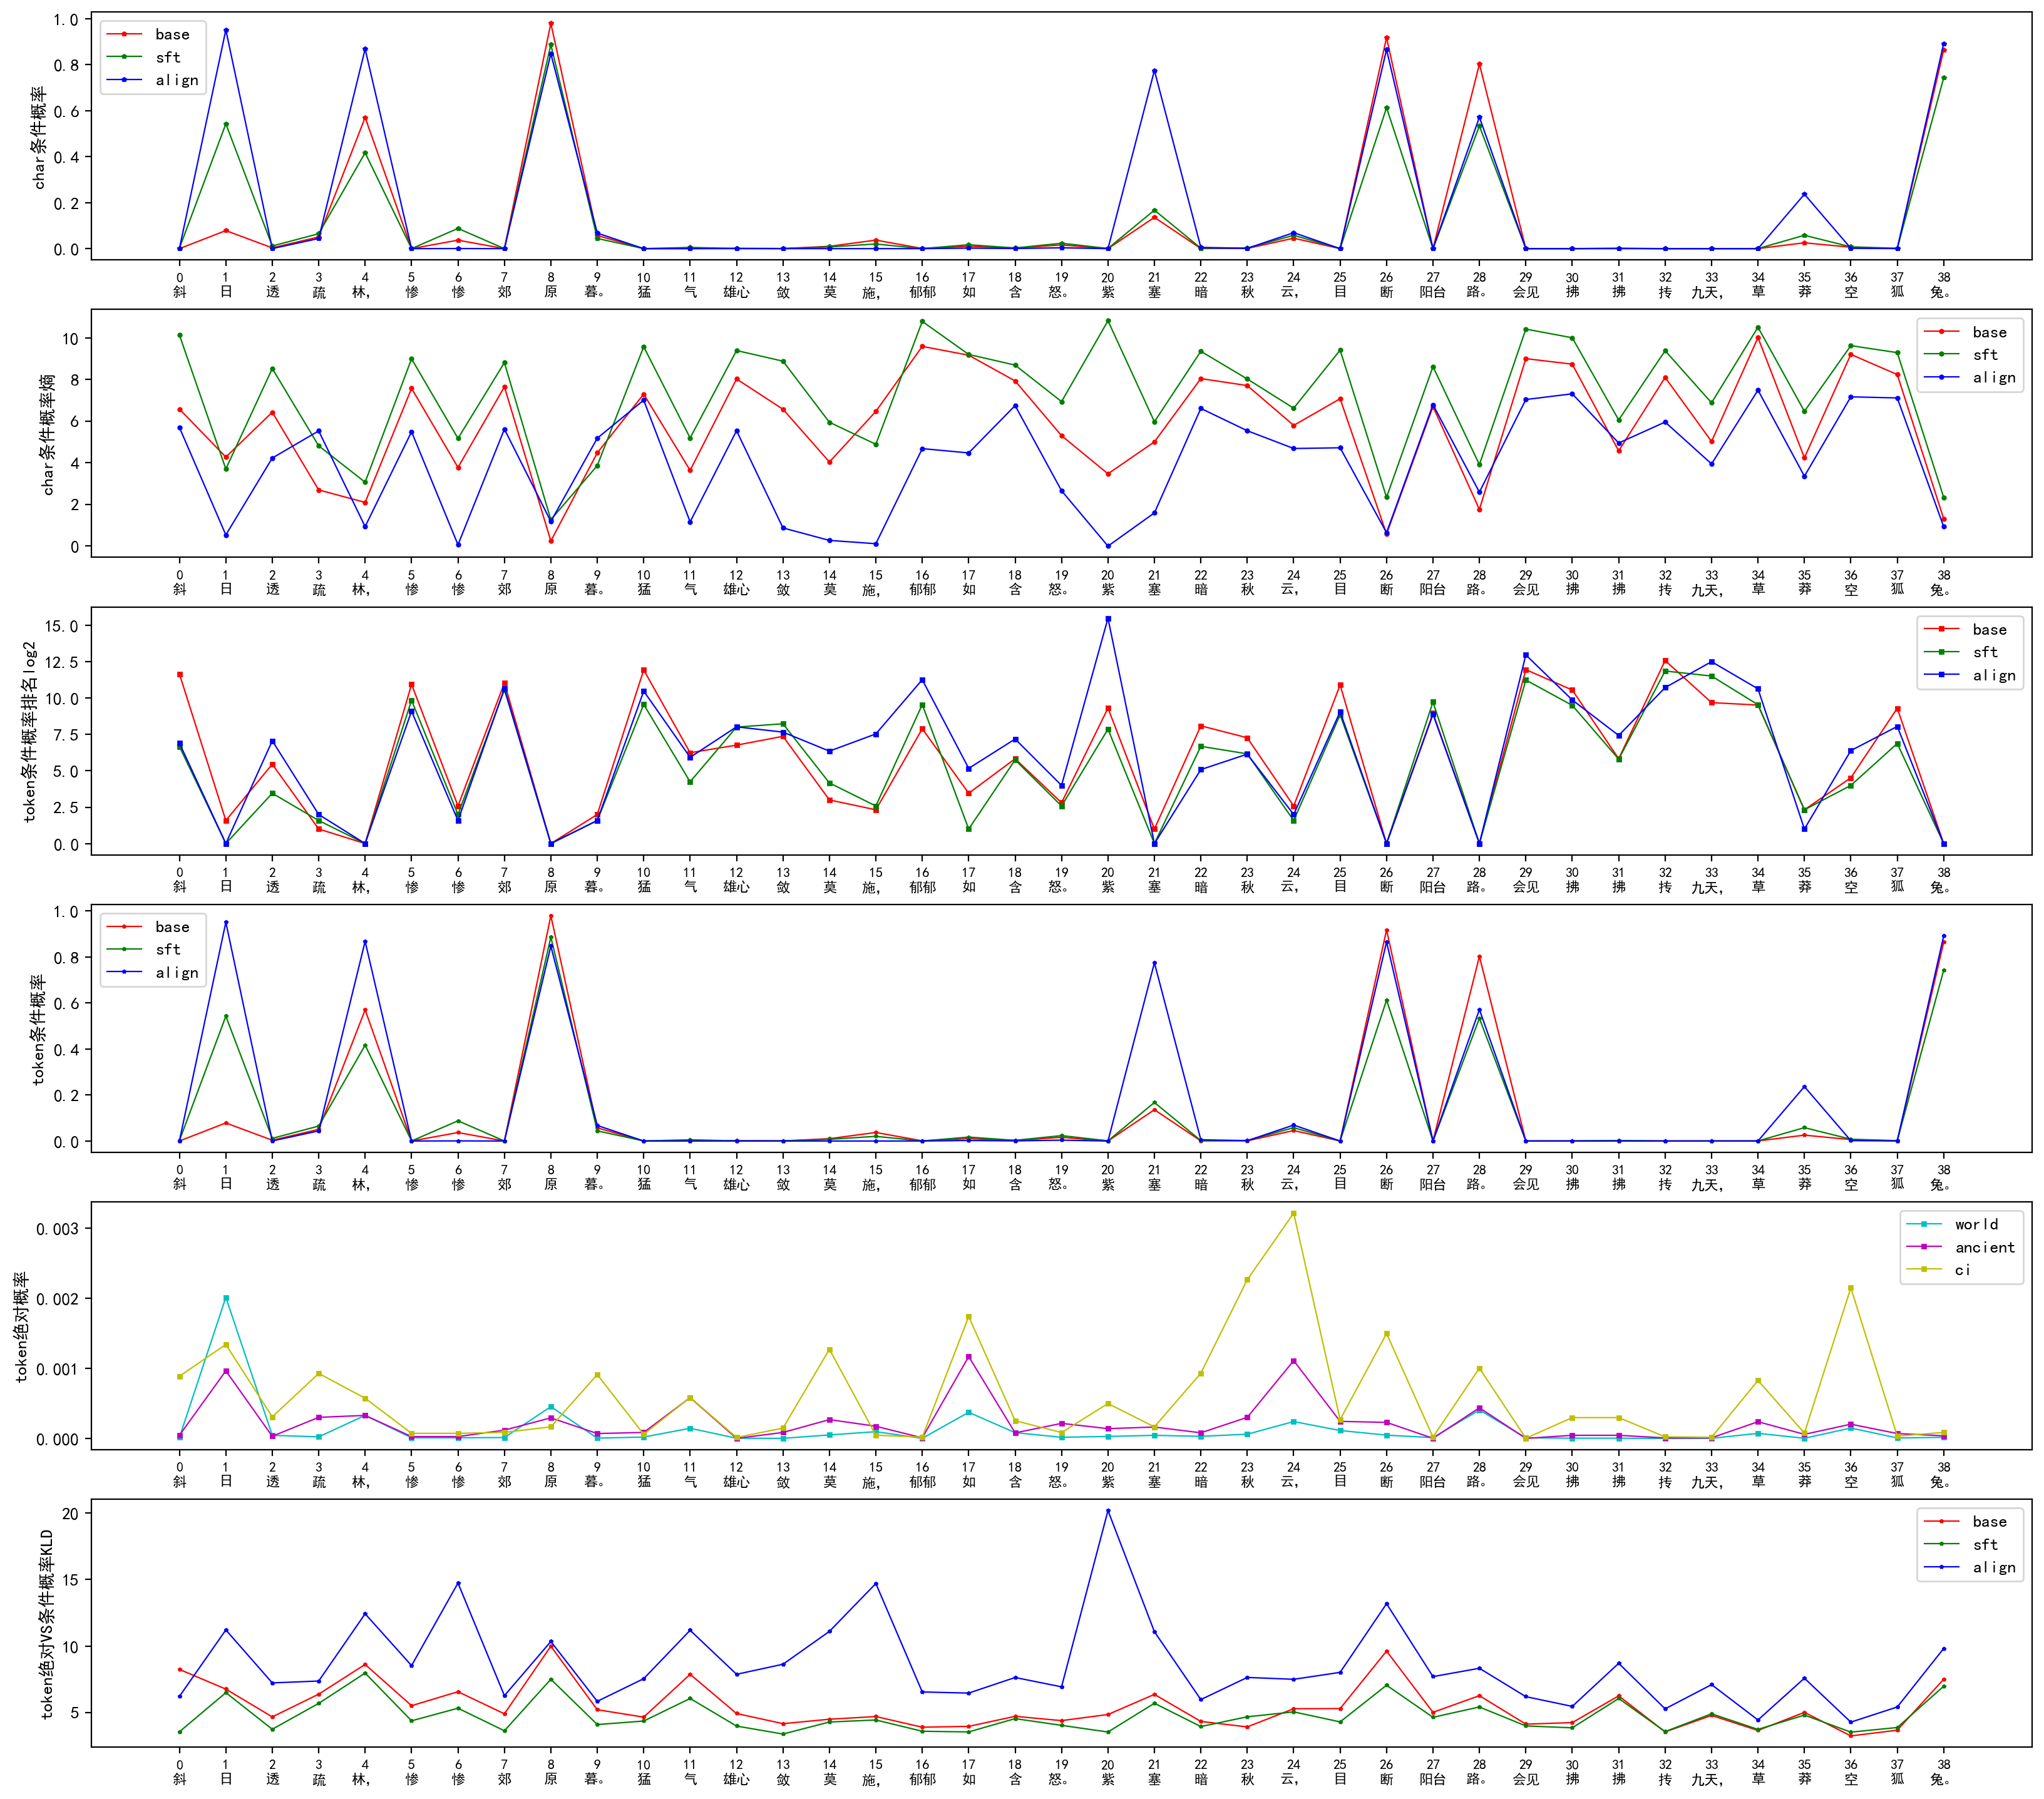 char条件概率
1.0
0.8
0.6
0.4
0.2
0.0
base
sft
align
0 1 2 3 4 5 6 7 8 9 10 11 12 13 14 15 16 17 18 19 20 21 22 23 24 25 26 27 28 29 30 31 32 33 34 35 36 37 38
斜 日 透 疏 林, 惨 惨 郊 原 暮。 猛 气 雄心 敛 莫 施, 郁郁 如 含 怒。 紫 塞 暗 秋 云, 目 断 阳台 路。 会见 拂 拂 抟 九天, 草 莽 空 狐 兔。
char条件概率熵
10
8
6
4
2
0
base
sft
align
0 1 2 3 4 5 6 7 8 9 10 11 12 13 14 15 16 17 18 19 20 21 22 23 24 25 26 27 28 29 30 31 32 33 34 35 36 37 38
斜 日 透 疏 林, 惨 惨 郊 原 暮。 猛 气 雄心 敛 莫 施, 郁郁 如 含 怒。 紫 塞 暗 秋 云, 目 断 阳台 路。 会见 拂 拂 抟 九天, 草 莽 空 狐 兔。
token条件概率排名log2
15.0
12.5
10.0
7.5
5.0
2.5
0.0
base
sft
align
0 1 2 3 4 5 6 7 8 9 10 11 12 13 14 15 16 17 18 19 20 21 22 23 24 25 26 27 28 29 30 31 32 33 34 35 36 37 38
斜 日 透 疏 林, 惨 惨 郊 原 暮。 猛 气 雄心 敛 莫 施, 郁郁 如 含 怒。 紫 塞 暗 秋 云, 目 断 阳台 路。 会见 拂 拂 抟 九天, 草 莽 空 狐 兔。
token条件概率
1.0
0.8
0.6
0.4
0.2
0.0
base
sft
align
0 1 2 3 4 5 6 7 8 9 10 11 12 13 14 15 16 17 18 19 20 21 22 23 24 25 26 27 28 29 30 31 32 33 34 35 36 37 38
斜 日 透 疏 林, 惨 惨 郊 原 暮。 猛 气 雄心 敛 莫 施, 郁郁 如 含 怒。 紫 塞 暗 秋 云, 目 断 阳台 路。 会见 拂 拂 抟 九天, 草 莽 空 狐 兔。
token绝对概率
0.003
0.002
0.001
0.000
world
ancient
ci
0 1 2 3 4 5 6 7 8 9 10 11 12 13 14 15 16 17 18 19 20 21 22 23 24 25 26 27 28 29 30 31 32 33 34 35 36 37 38
斜 日 透 疏 林, 惨 惨 郊 原 暮。 猛 气 雄心 敛 莫 施, 郁郁 如 含 怒。 紫 塞 暗 秋 云, 目 断 阳台 路。 会见 拂 拂 抟 九天, 草 莽 空 狐 兔。
token绝对VS条件概率KLD
20
15
10
5
base
sft
align
0 1 2 3 4 5 6 7 8 9 10 11 12 13 14 15 16 17 18 19 20 21 22 23 24 25 26 27 28 29 30 31 32 33 34 35 36 37 38
斜 日 透 疏 林, 惨 惨 郊 原 暮。 猛 气 雄心 敛 莫 施, 郁郁 如 含 怒。 紫 塞 暗 秋 云, 目 断 阳台 路。 会见 拂 拂 抟 九天, 草 莽 空 狐 兔。